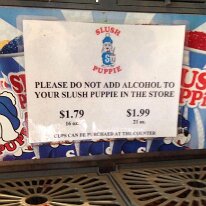 SLUSH
PUPPIE
PLEASE DO NOT ADD ALCOHOL TO
YOUR SLUSH PUPPIE IN THE STORE
$1.79 $1.99
16 oz. 21 oz.
CUPS CAN BE PURCHASED AT THE COUNTER